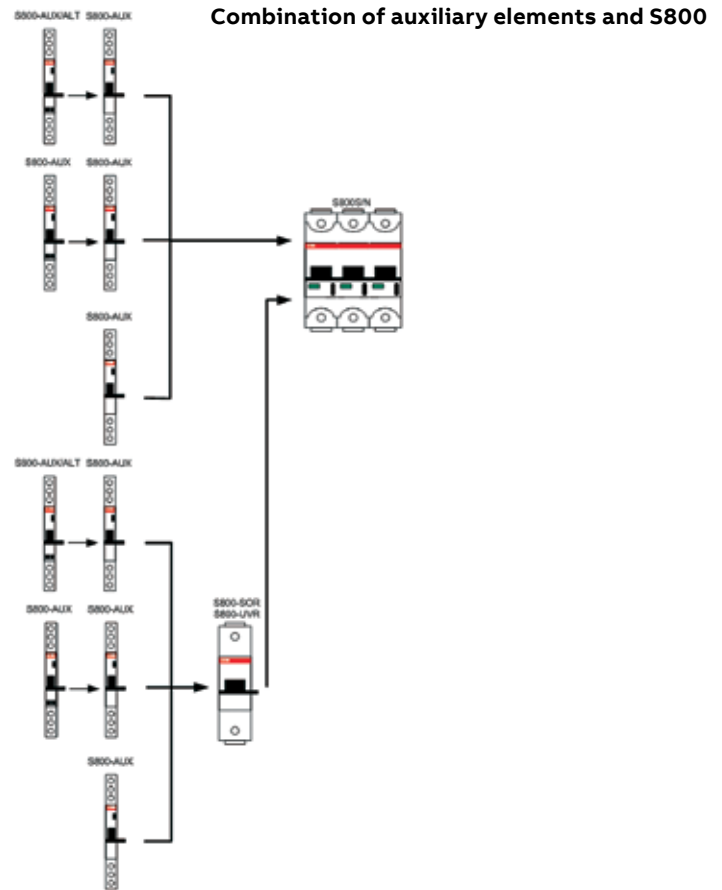 Combination of auxiliary elements and S800
S800-AUX/ALT S800-AUX
S800-AUX S800-AUX
S800S/N
S800-AUX
S800-AUX/ALT S800-AUX
S800-SOR
S800-UVR
S800-AUX S800-AUX
S800-AUX